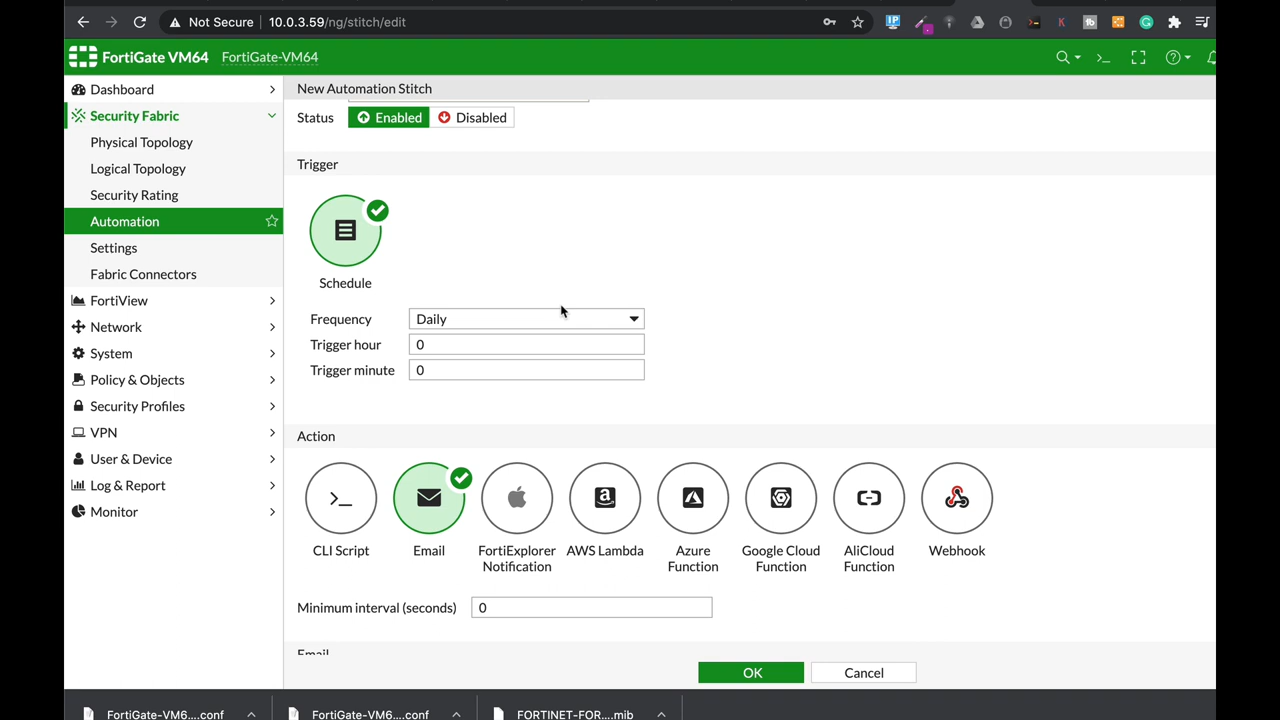 Not Secure 10.0.3.59/ng/stitch/edit
FortiGate VM64 FortiGate-VM64
Dashboard
Security Fabric
Physical Topology
Logical Topology
Security Rating
Automation
Settings
Fabric Connectors
FortiView
Network
System
Policy & Objects
Security Profiles
VPN
User & Device
Log & Report
Monitor
New Automation Stitch
Status Enabled Disabled
Trigger
Schedule
Frequency Daily
Trigger hour 0
Trigger minute 0
Action
CLI Script
Email
FortiExplorer Notification
AWS Lambda
Azure Function
Google Cloud Function
AliCloud Function
Webhook
Minimum interval (seconds) 0
Email
OK Cancel
FortiGate-VM6....conf FortiGate-VM6....conf FORTINET-FOR....mib